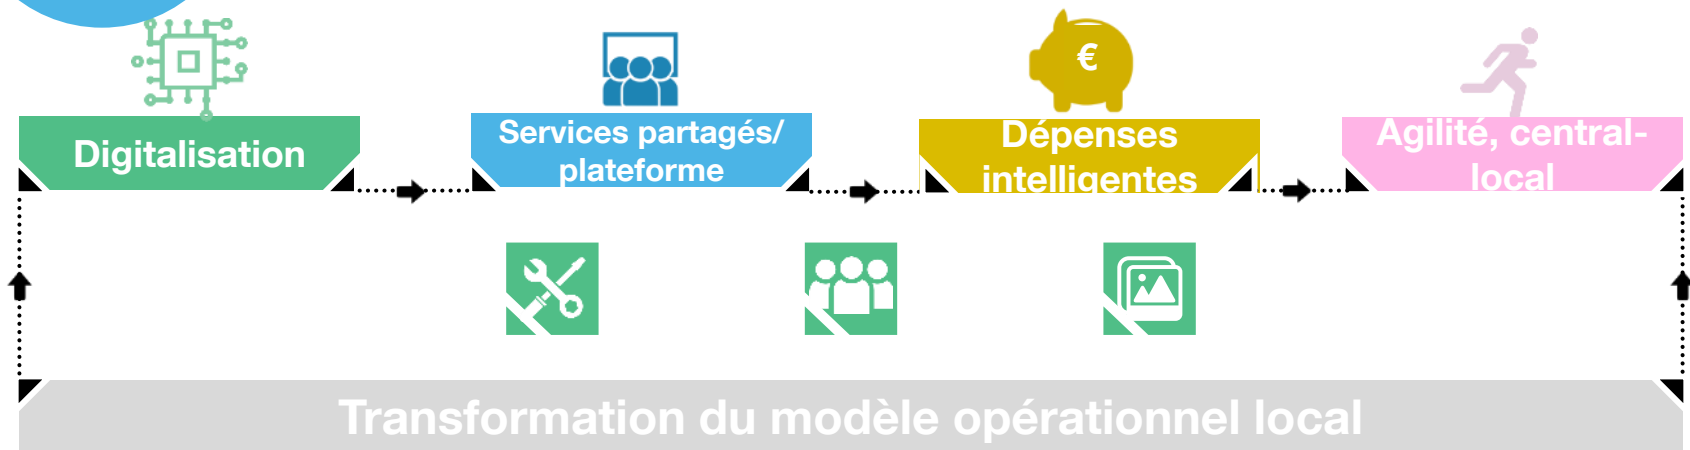 €
Digitalisation
Services partagés/
plateforme
Dépenses
intelligentes
Agilité, central-
local
Transformation du modèle opérationnel local